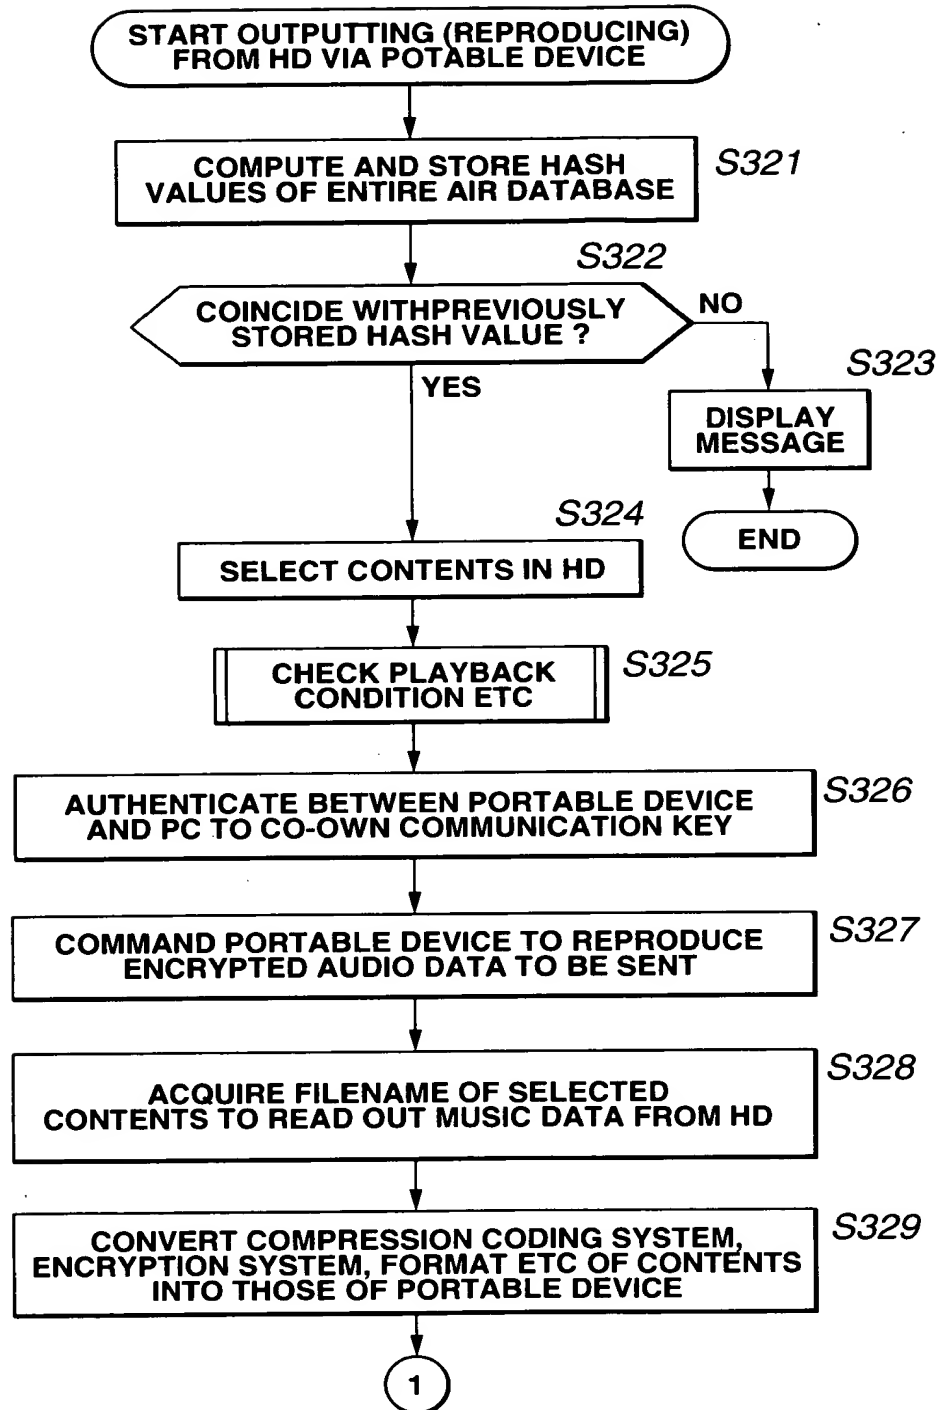 START OUTPUTTING (REPRODUCING)
FROM HD VIA POTABLE DEVICE
COMPUTE AND STORE HASH
VALUES OF ENTIRE AIR DATABASE
S321
S322
COINCIDE WITHPREVIOUSLY
STORED HASH VALUE ?
NO
YES
S323
DISPLAY
MESSAGE
END
S324
SELECT CONTENTS IN HD
CHECK PLAYBACK
CONDITION ETC
S325
AUTHENTICATE BETWEEN PORTABLE DEVICE
AND PC TO CO-OWN COMMUNICATION KEY
S326
COMMAND PORTABLE DEVICE TO REPRODUCE
ENCRYPTED AUDIO DATA TO BE SENT
S327
ACQUIRE FILENAME OF SELECTED
CONTENTS TO READ OUT MUSIC DATA FROM HD
S328
CONVERT COMPRESSION CODING SYSTEM,
ENCRYPTION SYSTEM, FORMAT ETC OF CONTENTS
INTO THOSE OF PORTABLE DEVICE
S329
1